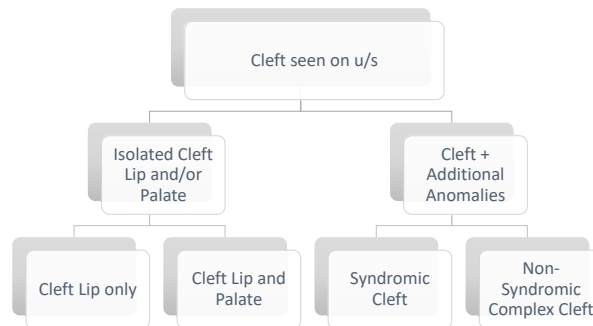 Cleft seen on u/s
Isolated Cleft
Lip and/or
Palate
Cleft +
Additional
Anomalies
Cleft Lip only
Cleft Lip and
Palate
Syndromic
Cleft
Non-
Syndromic
Complex Cleft